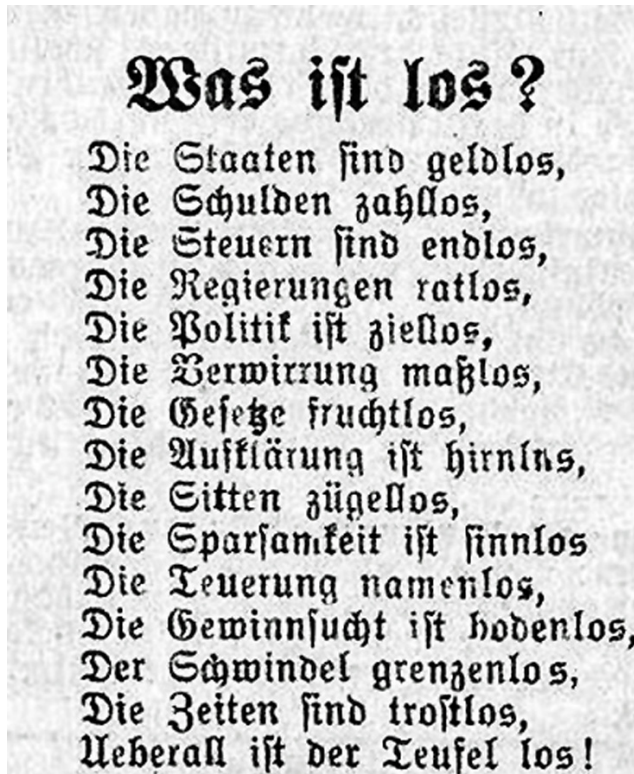 Was ist los?
Die Staaten sind geldlos,
Die Schulden zahllos,
Die Steuern sind endlos,
Die Regierungen ratlos,
Die Politik ist ziellos,
Die Verwirrung maßlos,
Die Gesetze fruchtlos,
Die Aufklärung ist hirnlos,
Die Sitten zügellos,
Die Sparsamkeit ist sinnlos
Die Teuerung namenlos,
Die Gewinnsucht ist bodenlos,
Der Schwindel grenzenlos,
Die Zeiten sind trostlos,
Ueberall ist der Teufel los!